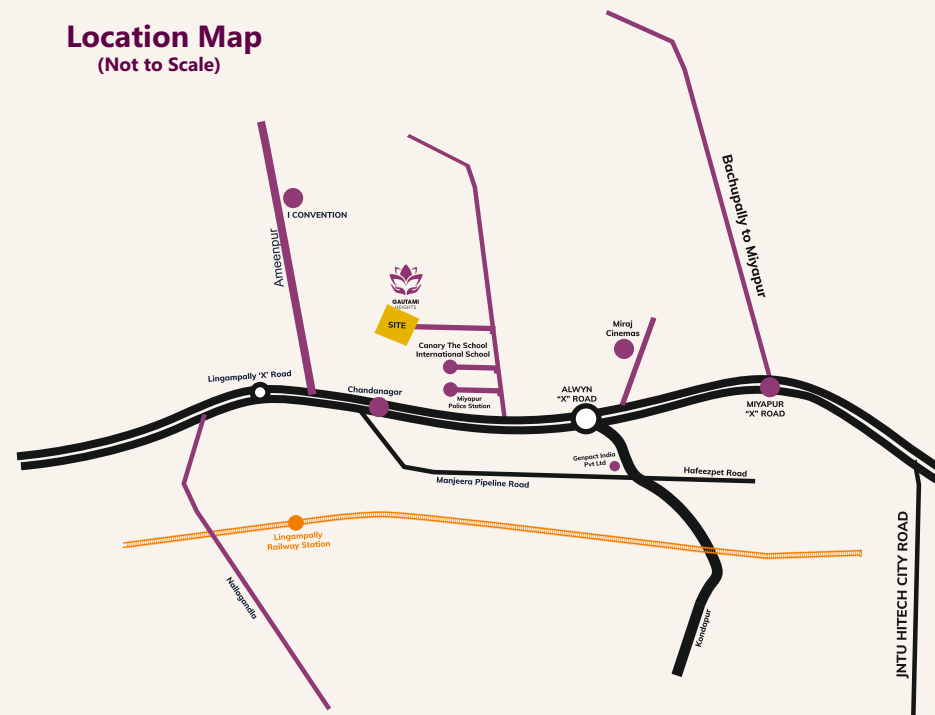 Location Map
(Not to Scale)
Bachupally to Miyapur
I CONVENTION
Ameenpur
GAUTAMI
HEIGHTS
SITE
Miraj
Cinemas
Canary The School
International School
Lingampally 'X' Road
Chandanagar
Miyapur
Police Station
ALWYN
"X" ROAD
MIYAPUR
"X" ROAD
Genpact India
Pvt Ltd
Hafeezpet Road
Manjeera Pipeline Road
Lingampally
Railway Station
Nallagandla
Kondapur
JNTU HITECH CITY ROAD